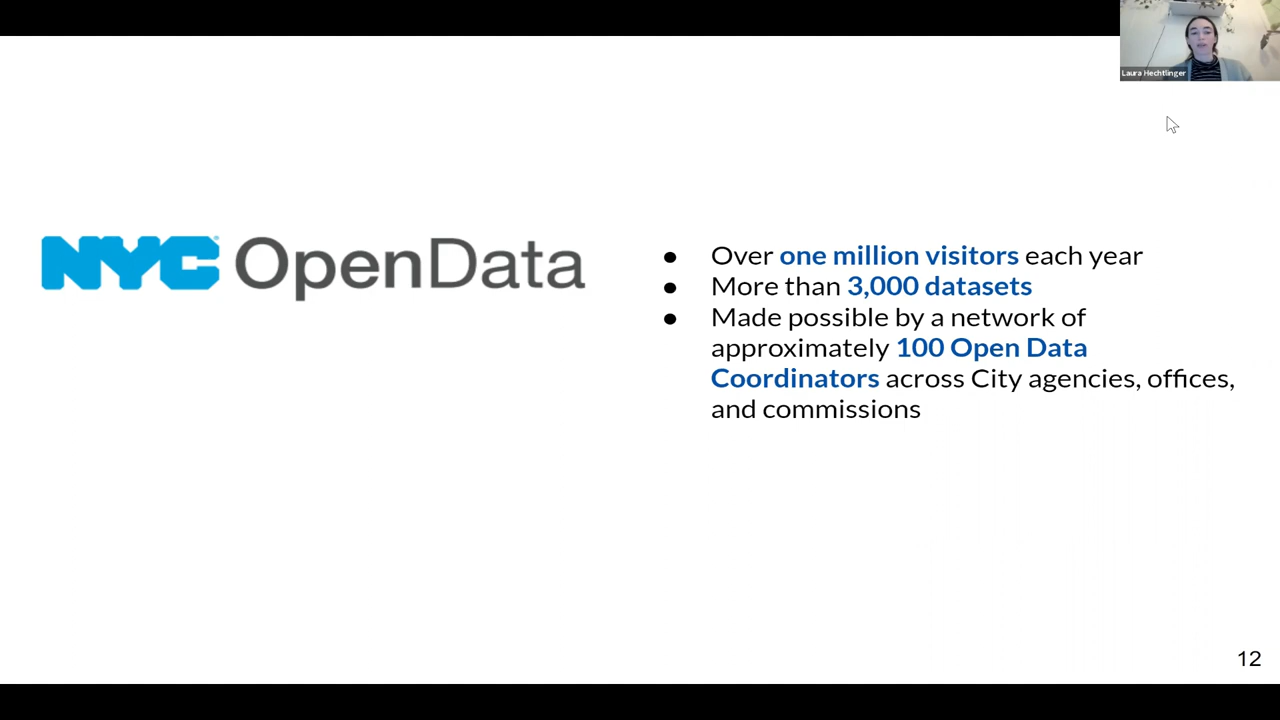 Laura Hechtlinger
NYC OpenData
● Over one million visitors each year
● More than 3,000 datasets
● Made possible by a network of
approximately 100 Open Data
Coordinators across City agencies, offices,
and commissions
12